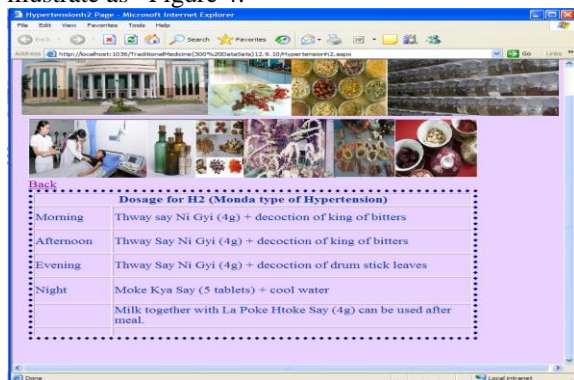 illustrate as "Figure 4.
Hypertensionh2 Page - Microsoft Internet Explorer
File Edit View Favorites Tools Help
Back Search Favorites
Address http://localhost:1036/TraditionalMedicine(300%20DataSets)12.9.10/Hypertensionh2.aspx Go Links
Back
Dosage for H2 (Monda type of Hypertension)
Morning Thway say Ni Gyi (4g) + decoction of king of bitters
Afternoon Thway Say Ni Gyi (4g) + decoction of king of bitters
Evening Thway Say Ni Gyi (4g) + decoction of drum stick leaves
Night Moke Kya Say (5 tablets) + cool water
Milk together with La Poke Htoke Say (4g) can be used after
meal.
Done Local intranet